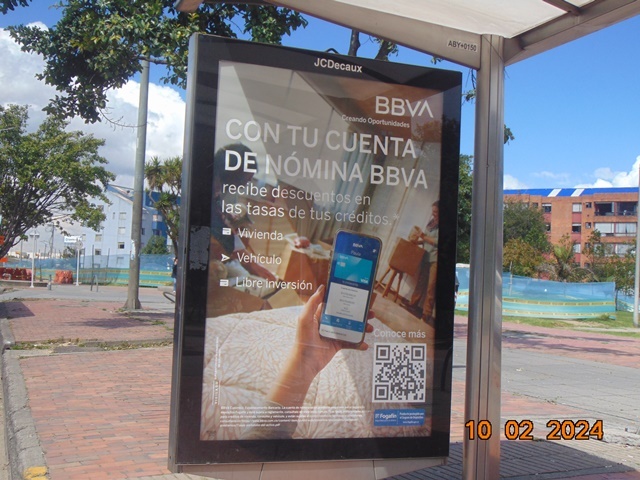 ABY+0150
JCDecaux
BBVA
Creando Oportunidades
CON TU CUENTA
DE NÓMINA BBVA
recibe descuentos en
las tasas de tus créditos.
Vivienda
Vehículo
Libre inversión
Conoce más
Fogafín
10 02 2024